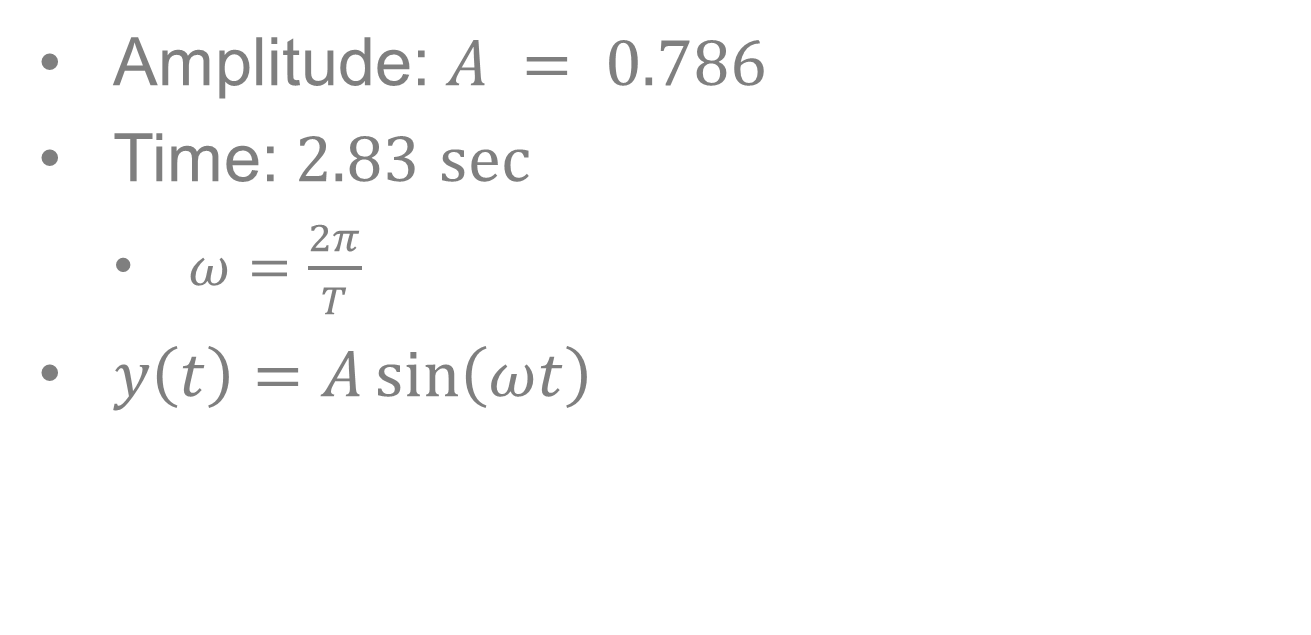 • Amplitude: A = 0.786
• Time: 2.83 sec
• ω = 2π/T
• y(t) = A sin(ωt)